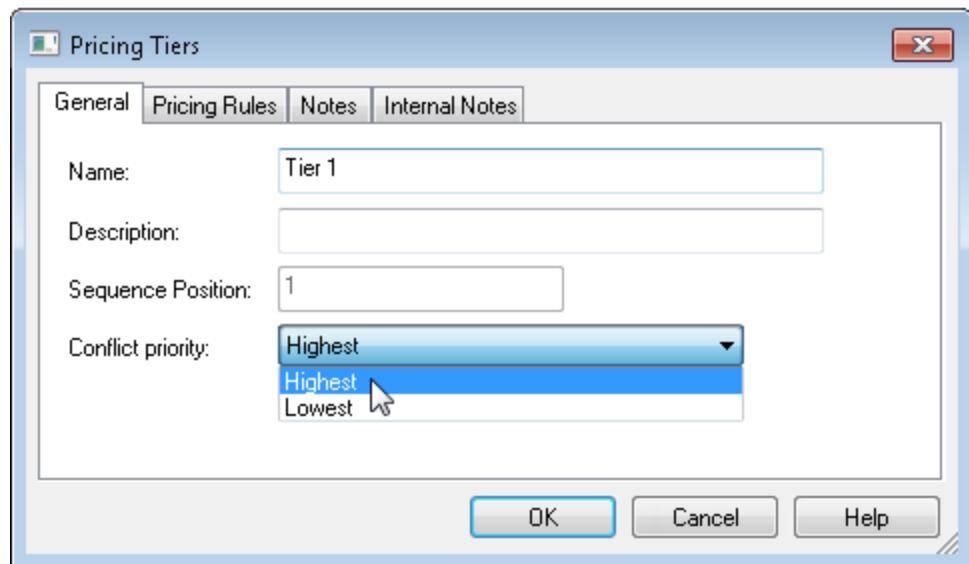 Pricing Tiers
General Pricing Rules Notes Internal Notes
Name: Tier 1
Description:
Sequence Position: 1
Conflict priority: Highest
Highest
Lowest
OK Cancel Help